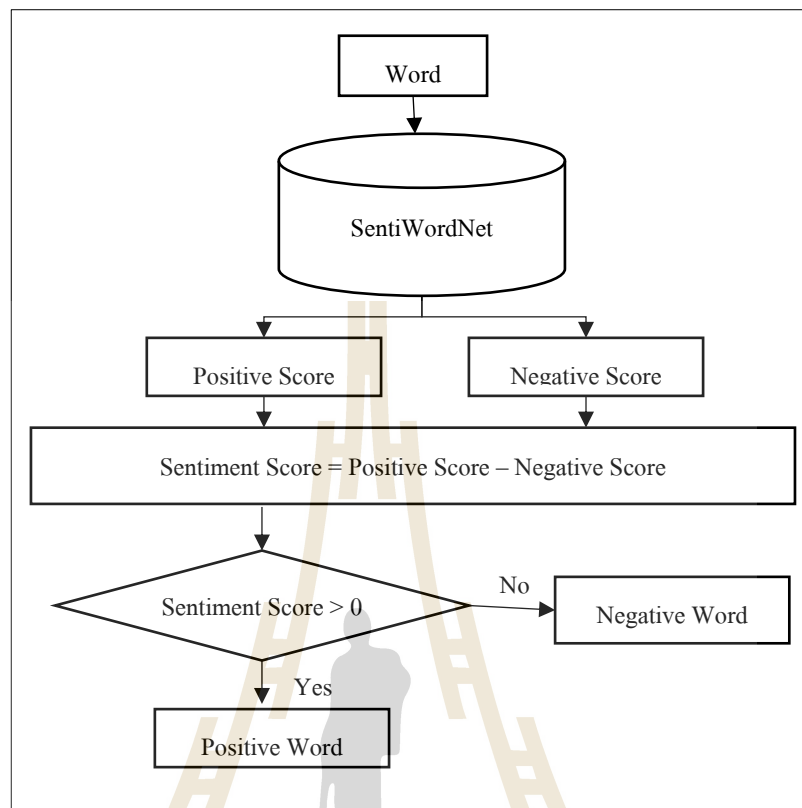 Word
SentiWordNet
Positive Score
Negative Score
Sentiment Score = Positive Score – Negative Score
Sentiment Score > 0
No
Negative Word
Yes
Positive Word